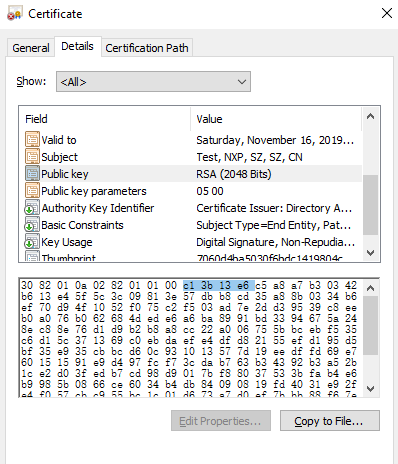 Certificate
General Details Certification Path
Show: <All>
Field Value
Valid to Saturday, November 16, 2019...
Subject Test, NXP, SZ, SZ, CN
Public key RSA (2048 Bits)
Public key parameters 05 00
Authority Key Identifier Certificate Issuer: Directory A...
Basic Constraints Subject Type=End Entity, Pat...
Key Usage Digital Signature, Non-Repudia...
Thumbprint 7060d4ba5030f6bdc1419804c
30 82 01 0a 02 82 01 01 00 c1 3b 13 e6 c5 a8 a7 b3 03 42
b6 13 e4 5f 5c 3c 09 81 3e 57 db b8 cd 35 a8 8b 03 34 b6
ef 70 d9 4f 10 52 f0 75 c2 f5 03 ad 7e 2d d3 95 39 c8 ee
b0 a0 76 b0 62 68 4d ed e6 a6 ba 89 91 bd 33 94 67 5a 24
8e c8 8e 76 d1 d9 b2 b8 a8 cc 22 a0 06 75 5b bc eb f5 35
c6 d1 5c 37 13 69 c0 eb da ef e4 df d8 21 55 ef d1 95 d5
bf 35 e9 35 cb bc d6 0c 93 10 13 57 7d 19 ee df fd 69 e7
60 15 15 91 e9 d4 97 fc f7 3c da b7 63 b3 43 92 b3 a5 2b
1c e2 d0 3f ed b7 cd 98 d9 01 7b f8 80 37 53 3b fa b4 e6
b9 98 5b 08 66 ce 60 34 b4 db 84 09 08 19 fd 40 31 e9 2f
Edit Properties... Copy to File...